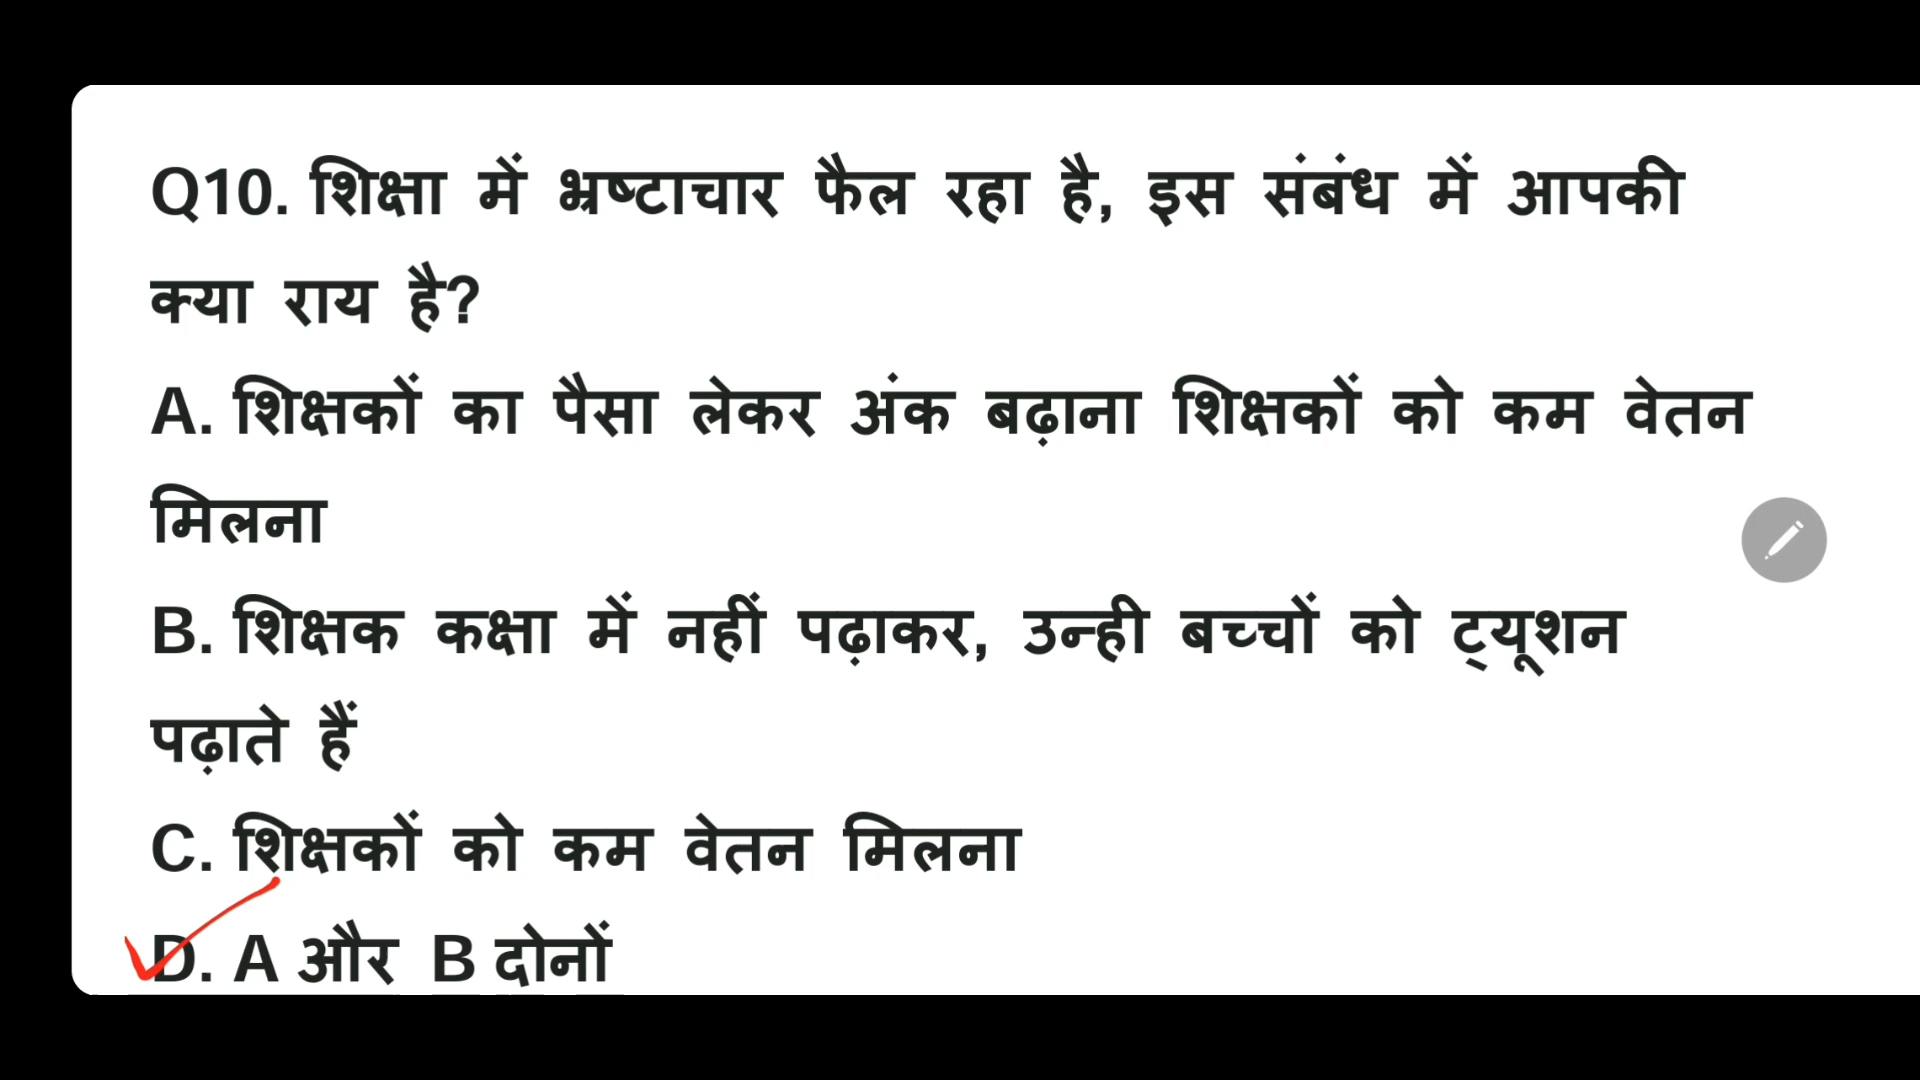 Q10. शिक्षा में भ्रष्टाचार फैल रहा है, इस संबंध में आपकी
क्या राय है?
A. शिक्षकों का पैसा लेकर अंक बढ़ाना शिक्षकों को कम वेतन
मिलना
B. शिक्षक कक्षा में नहीं पढ़ाकर, उन्ही बच्चों को ट्यूशन
पढ़ाते हैं
C. शिक्षकों को कम वेतन मिलना
D. A और B दोनों